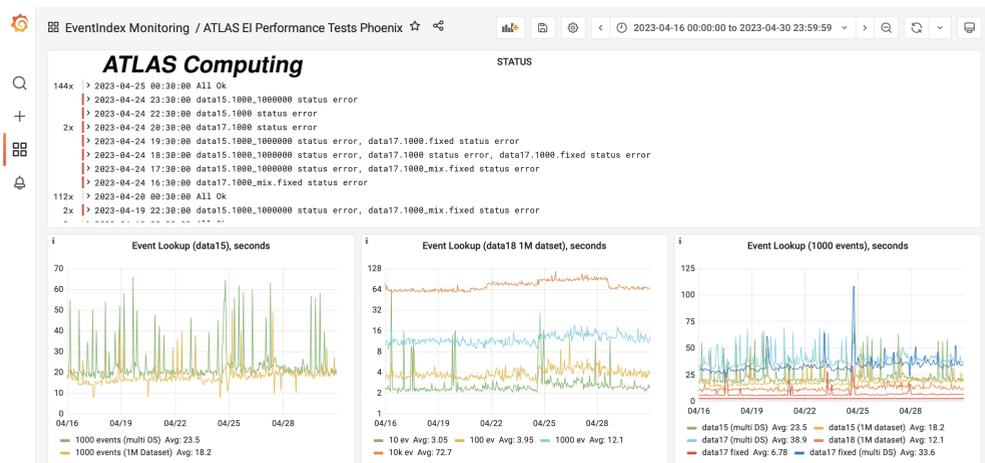 EventIndex Monitoring / ATLAS EI Performance Tests Phoenix
2023-04-16 00:00:00 to 2023-04-30 23:59:59
ATLAS Computing
STATUS
144x > 2023-04-25 00:30:00 All Ok
> 2023-04-24 23:30:00 data15.1000_1000000 status error
> 2023-04-24 22:30:00 data15.1000 status error
2x > 2023-04-24 20:30:00 data17.1000 status error
> 2023-04-24 19:30:00 data15.1000_1000000 status error, data17.1000.fixed status error
> 2023-04-24 18:30:00 data15.1000_1000000 status error, data17.1000 status error, data17.1000.fixed status error
> 2023-04-24 17:30:00 data15.1000_1000000 status error, data17.1000_mix.fixed status error
> 2023-04-24 16:30:00 data17.1000_mix.fixed status error
112x > 2023-04-20 00:30:00 All Ok
2x > 2023-04-19 22:30:00 data15.1000_1000000 status error, data17.1000_mix.fixed status error
Event Lookup (data15), seconds
70
60
50
40
30
20
10
0
04/16 04/19 04/22 04/25 04/28
1000 events (multi DS) Avg: 23.5
1000 events (1M Dataset) Avg: 18.2
Event Lookup (data18 1M datset), seconds
128
64
32
16
8
4
2
1
04/16 04/19 04/22 04/25 04/28
10 ev Avg: 3.05 100 ev Avg: 3.95 1000 ev Avg: 12.1
10k ev Avg: 72.7
Event Lookup (1000 events), seconds
125
100
75
50
25
0
04/16 04/19 04/22 04/25 04/28
data15 (multi DS) Avg: 23.5 data15 (1M dataset) Avg: 18.2
data17 (multi DS) Avg: 38.9 data18 (1M dataset) Avg: 12.1
data17 fixed Avg: 6.78 data17 fixed (multi DS) Avg: 33.6